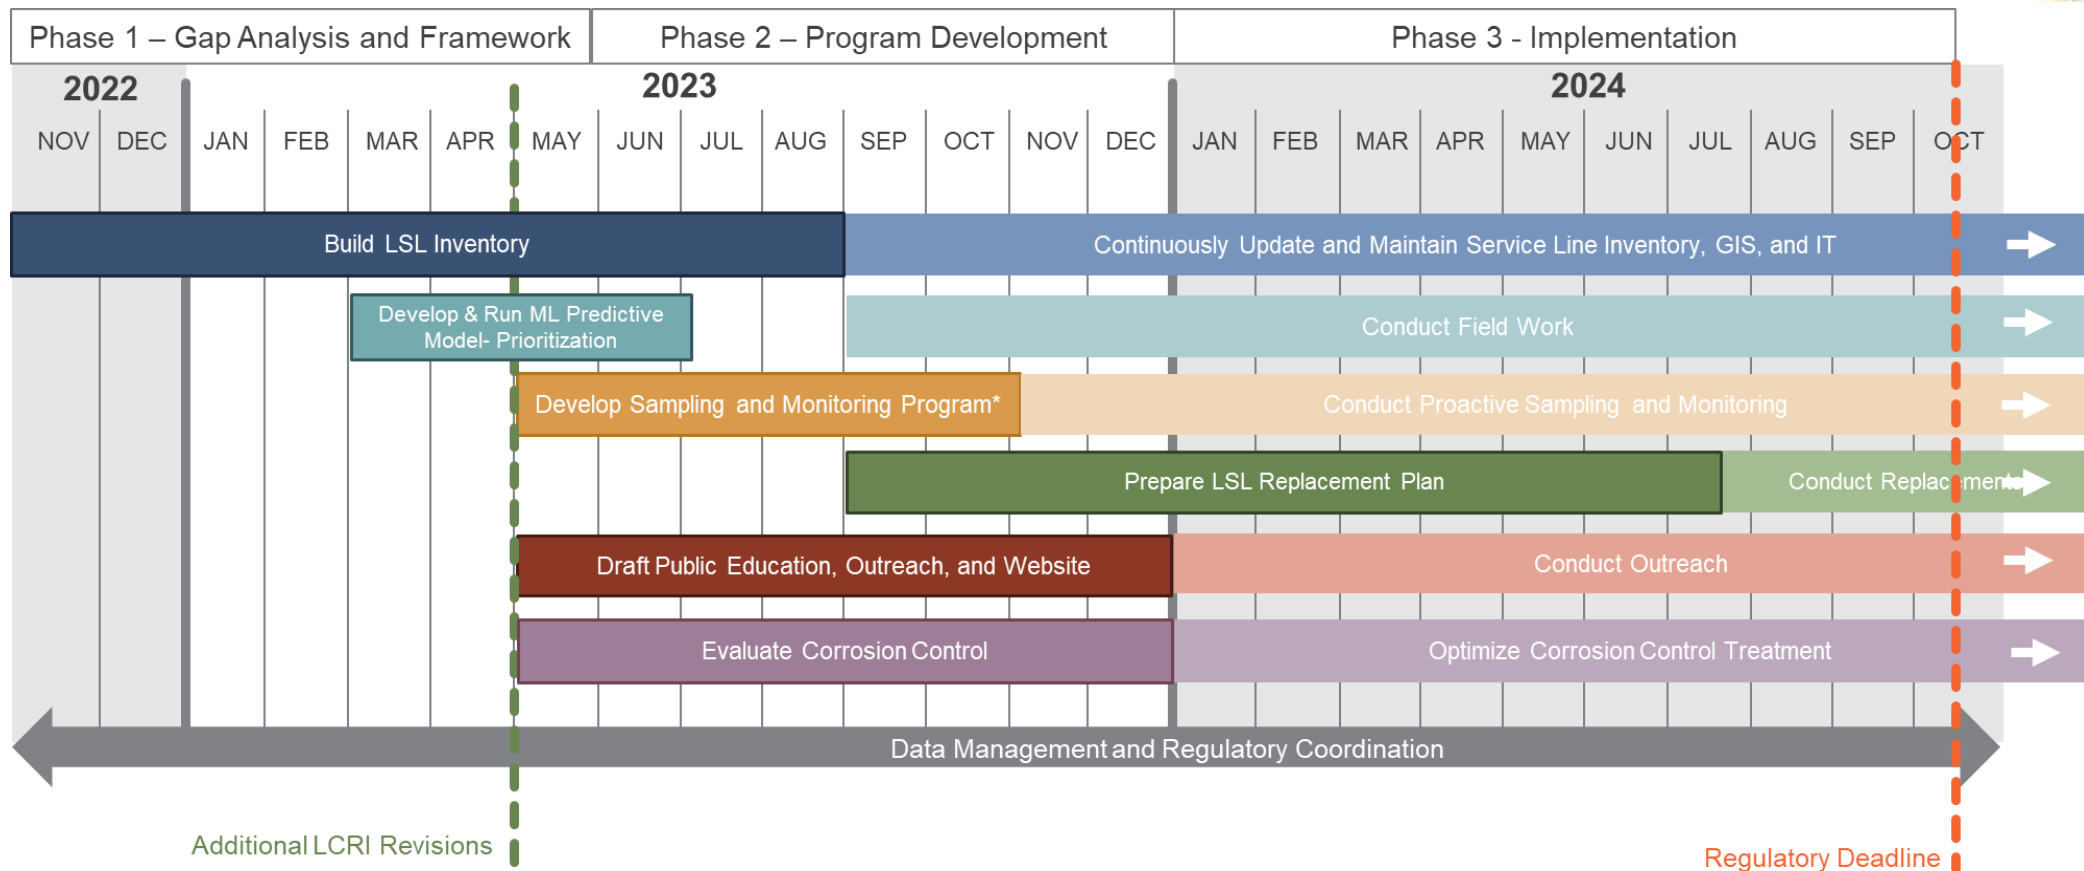 Phase 1 – Gap Analysis and Framework
Phase 2 – Program Development
Phase 3 - Implementation
2022
2023
2024
NOV DEC JAN FEB MAR APR MAY JUN JUL AUG SEP OCT NOV DEC JAN FEB MAR APR MAY JUN JUL AUG SEP OCT
Build LSL Inventory
Continuously Update and Maintain Service Line Inventory, GIS, and IT
Develop & Run ML Predictive
Model- Prioritization
Conduct Field Work
Develop Sampling and Monitoring Program*
Conduct Proactive Sampling and Monitoring
Prepare LSL Replacement Plan
Conduct Replacements
Draft Public Education, Outreach, and Website
Conduct Outreach
Evaluate Corrosion Control
Optimize Corrosion Control Treatment
Data Management and Regulatory Coordination
Additional LCRI Revisions
Regulatory Deadline